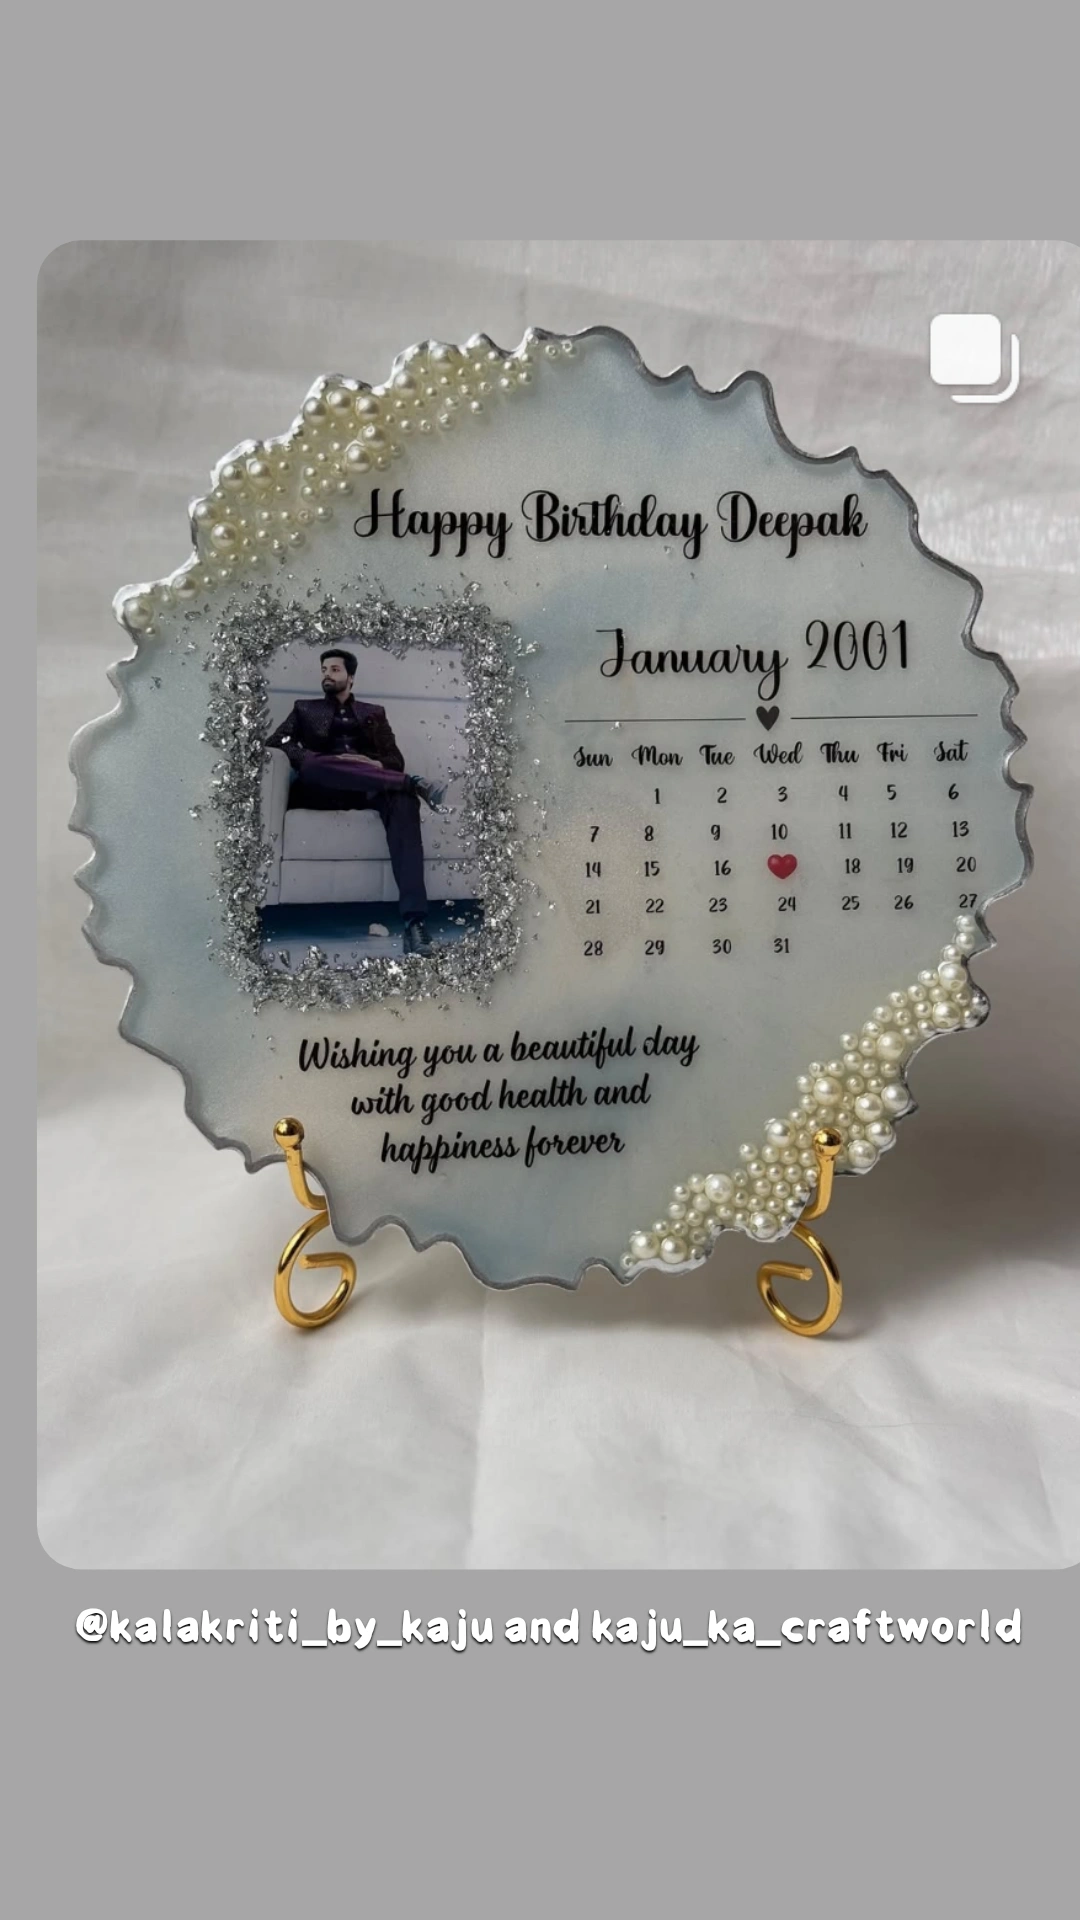 Happy Birthday Deepak
January 2001
Sun Mon Tue Wed Thu Fri Sat
1 2 3 4 5 6
7 8 9 10 11 12 13
14 15 16 18 19 20
21 22 23 24 25 26 27
28 29 30 31
Wishing you a beautiful day
with good health and
happiness forever
@kalakriti_by_kaju and kaju_ka_craftworld